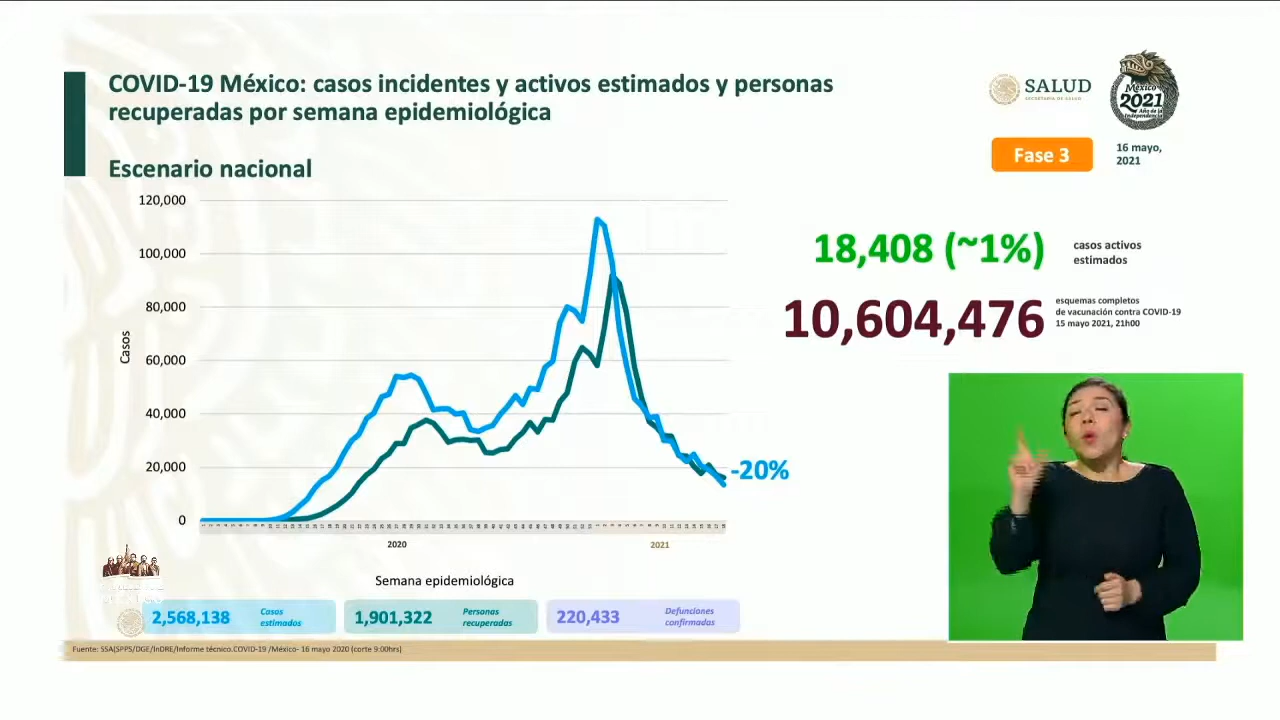 COVID-19 México: casos incidentes y activos estimados y personas
recuperadas por semana epidemiológica
Escenario nacional
SALUD
SECRETARÍA DE SALUD
México
2021
Año de la
Independencia
Fase 3
16 mayo,
2021
120,000
100,000
80,000
60,000
40,000
20,000
0
Casos
-20%
2020
2021
Semana epidemiológica
18,408 (~1%)
casos activos
estimados
10,604,476
esquemas completos
de vacunación contra COVID-19
15 mayo 2021, 21h00
2,568,138
Casos
estimados
1,901,322
Personas
recuperadas
220,433
Defunciones
confirmadas
Fuente: SSA(SPPS/DGE/InDRE/Informe técnico.COVID-19 /México- 16 mayo 2020 (corte 9:00hrs)